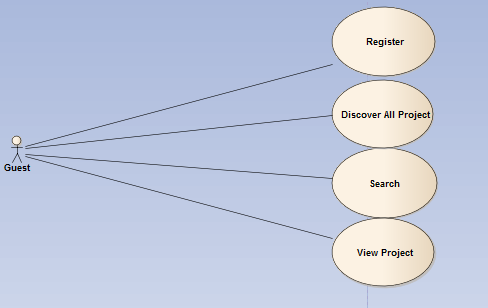 Register
Discover All Project
Guest
Search
View Project